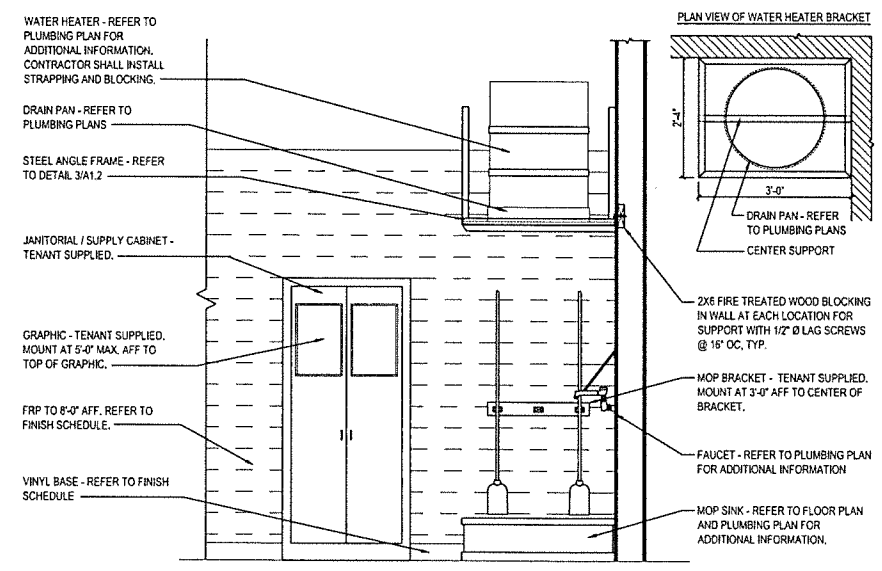 WATER HEATER - REFER TO
PLUMBING PLAN FOR
ADDITIONAL INFORMATION.
CONTRACTOR SHALL INSTALL
STRAPPING AND BLOCKING.
DRAIN PAN - REFER TO
PLUMBING PLANS
STEEL ANGLE FRAME - REFER
TO DETAIL 3/A1.2
JANITORIAL / SUPPLY CABINET -
TENANT SUPPLIED.
GRAPHIC - TENANT SUPPLIED.
MOUNT AT 5'-0" MAX. AFF TO
TOP OF GRAPHIC.
FRP TO 8'-0" AFF. REFER TO
FINISH SCHEDULE.
VINYL BASE - REFER TO FINISH
SCHEDULE
PLAN VIEW OF WATER HEATER BRACKET
2'-4"
3'-0"
DRAIN PAN - REFER
TO PLUMBING PLANS
CENTER SUPPORT
2X6 FIRE TREATED WOOD BLOCKING
IN WALL AT EACH LOCATION FOR
SUPPORT WITH 1/2" Ø LAG SCREWS
@ 16" OC, TYP.
MOP BRACKET - TENANT SUPPLIED.
MOUNT AT 3'-0" AFF TO CENTER OF
BRACKET.
FAUCET - REFER TO PLUMBING PLAN
FOR ADDITIONAL INFORMATION
MOP SINK - REFER TO FLOOR PLAN
AND PLUMBING PLAN FOR
ADDITIONAL INFORMATION.